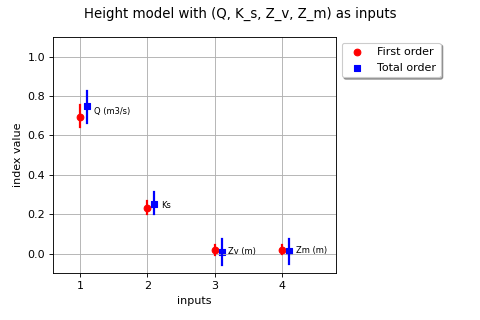 Height model with (Q, K_s, Z_v, Z_m) as inputs
First order
Total order
1.0
0.8
0.6
0.4
0.2
0.0
index value
Q (m3/s)
Ks
Zv (m)
Zm (m)
1 2 3 4
inputs